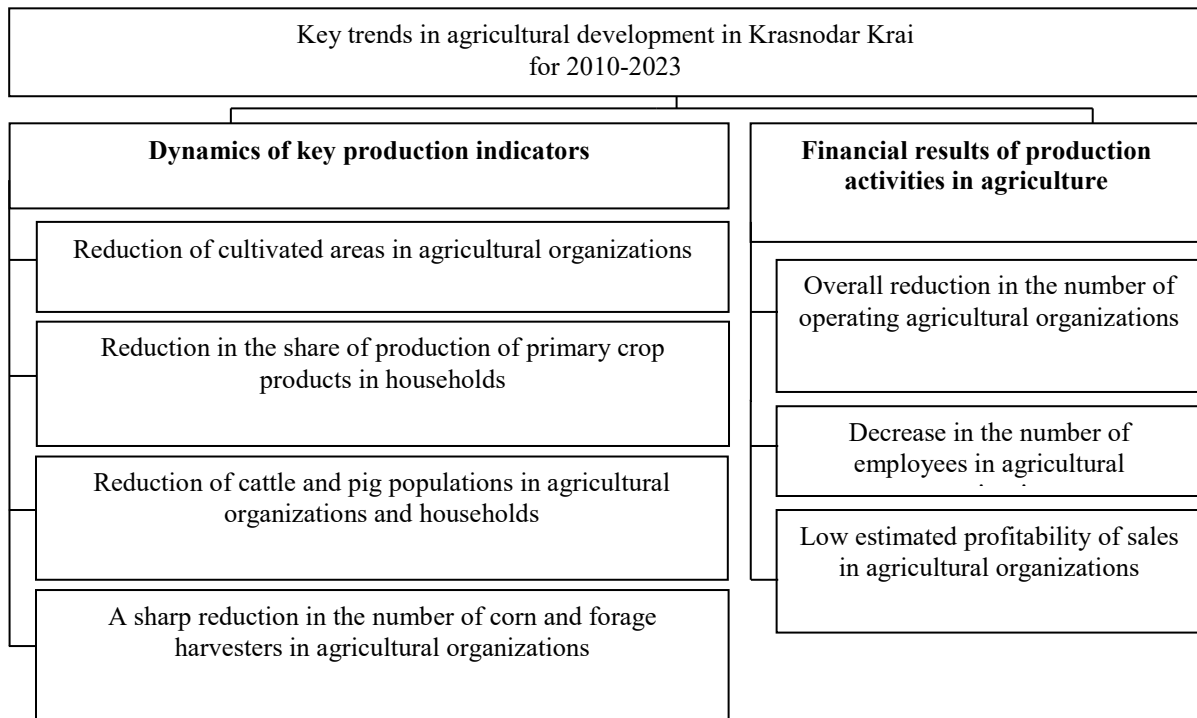 Key trends in agricultural development in Krasnodar Krai
for 2010-2023
Dynamics of key production indicators
Reduction of cultivated areas in agricultural organizations
Reduction in the share of production of primary crop
products in households
Reduction of cattle and pig populations in agricultural
organizations and households
A sharp reduction in the number of corn and forage
harvesters in agricultural organizations
Financial results of production
activities in agriculture
Overall reduction in the number of
operating agricultural organizations
Decrease in the number of
employees in agricultural
Low estimated profitability of sales
in agricultural organizations